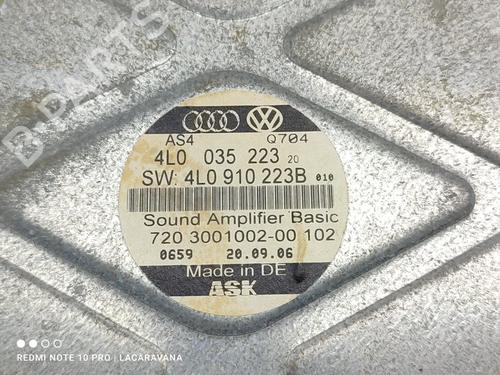 B-PARTS
AS4 Q704
4L0 035 223 20
SW: 4L0 910 223B 010
Sound Amplifier Basic
720 3001002-00 102
0659 20.09.06
Made in DE
ASK
REDMI NOTE 10 PRO | LACARAVANA